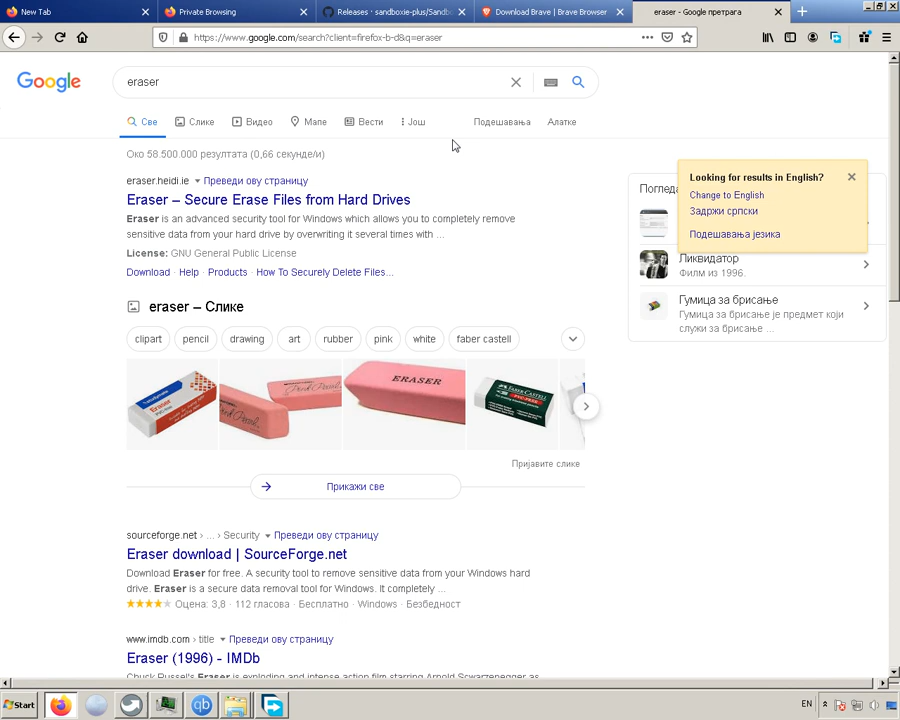 New Tab
Private Browsing
Releases · sandboxie-plus/Sandb
Download Brave | Brave Browser
eraser - Google претрага
https://www.google.com/search?client=firefox-b-d&q=eraser
Google
eraser
Све
Слике
Видео
Мапе
Вести
Још
Подешавања
Алатке
Око 58.500.000 резултата (0,66 секунде/и)
eraser.heidi.ie Преведи ову страницу
Eraser – Secure Erase Files from Hard Drives
Eraser is an advanced security tool for Windows which allows you to completely remove
sensitive data from your hard drive by overwriting it several times with ...
License: GNU General Public License
Download · Help · Products · How To Securely Delete Files...
eraser – Слике
clipart
pencil
drawing
art
rubber
pink
white
faber castell
Eraser
Pink Pearl
ERASER
FABER-CASTELL
Пријавите слике
Прикажи све
sourceforge.net › ... › Security Преведи ову страницу
Eraser download | SourceForge.net
Download Eraser for free. A security tool to remove sensitive data from your Windows hard
drive. Eraser is a secure data removal tool for Windows. It completely ...
Оцена: 3,8 · 112 гласова · Бесплатно · Windows · Безбедност
www.imdb.com › title Преведи ову страницу
Eraser (1996) - IMDb
Chuck Russel's Eraser is exploding and intense action film starring Arnold Scwartzenegger as
Looking for results in English?
Change to English
Задржи српски
Подешавања језика
Погледа
Ликвидатор
Филм из 1996.
Гумица за брисање
Гумица за брисање је предмет који
служи за брисање ...
Start
qb
EN